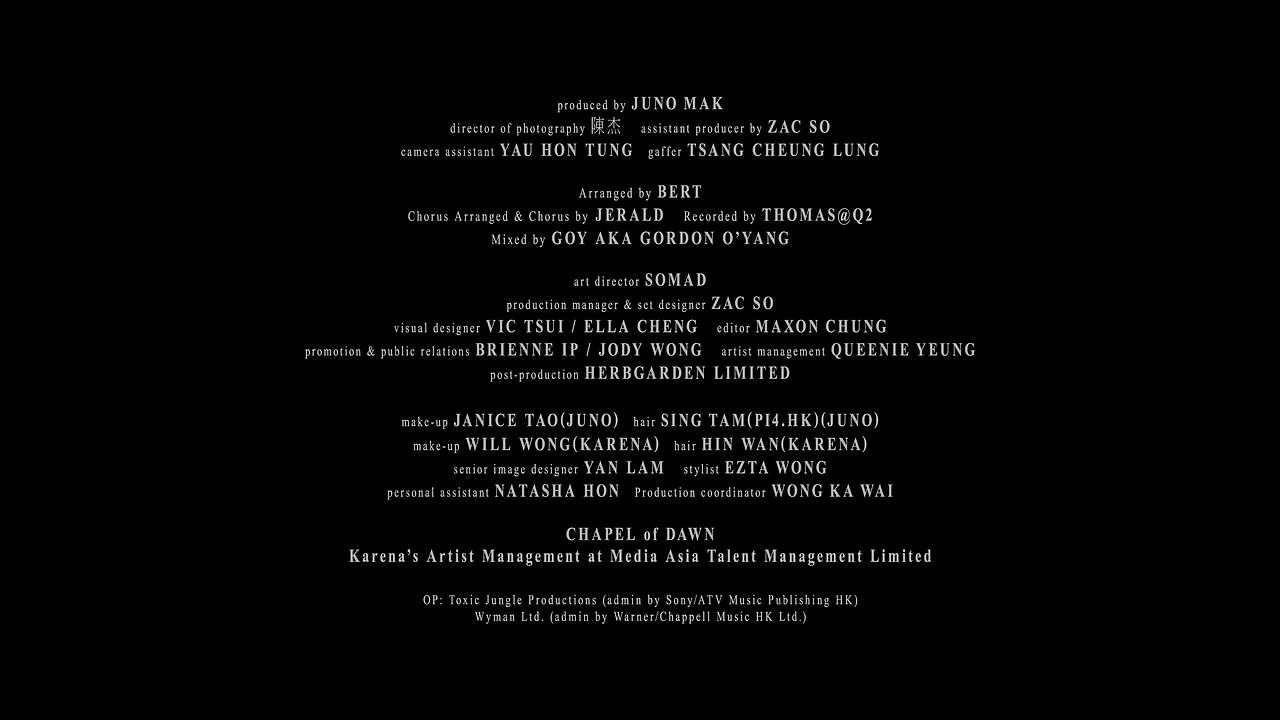 produced by JUNO MAK
director of photography 陳杰 assistant producer by ZAC SO
camera assistant YAU HON TUNG gaffer TSANG CHEUNG LUNG
Arranged by BERT
Chorus Arranged & Chorus by JERALD Recorded by THOMAS@Q2
Mixed by GOY AKA GORDON O’YANG
art director SOMAD
production manager & set designer ZAC SO
visual designer VIC TSUI / ELLA CHENG editor MAXON CHUNG
promotion & public relations BRIENNE IP / JODY WONG artist management QUEENIE YEUNG
post-production HERBGARDEN LIMITED
make-up JANICE TAO(JUNO) hair SING TAM(PI4.HK)(JUNO)
make-up WILL WONG(KARENA) hair HIN WAN(KARENA)
senior image designer YAN LAM stylist EZTA WONG
personal assistant NATASHA HON Production coordinator WONG KA WAI
CHAPEL of DAWN
Karena’s Artist Management at Media Asia Talent Management Limited
OP: Toxic Jungle Productions (admin by Sony/ATV Music Publishing HK)
Wyman Ltd. (admin by Warner/Chappell Music HK Ltd.)